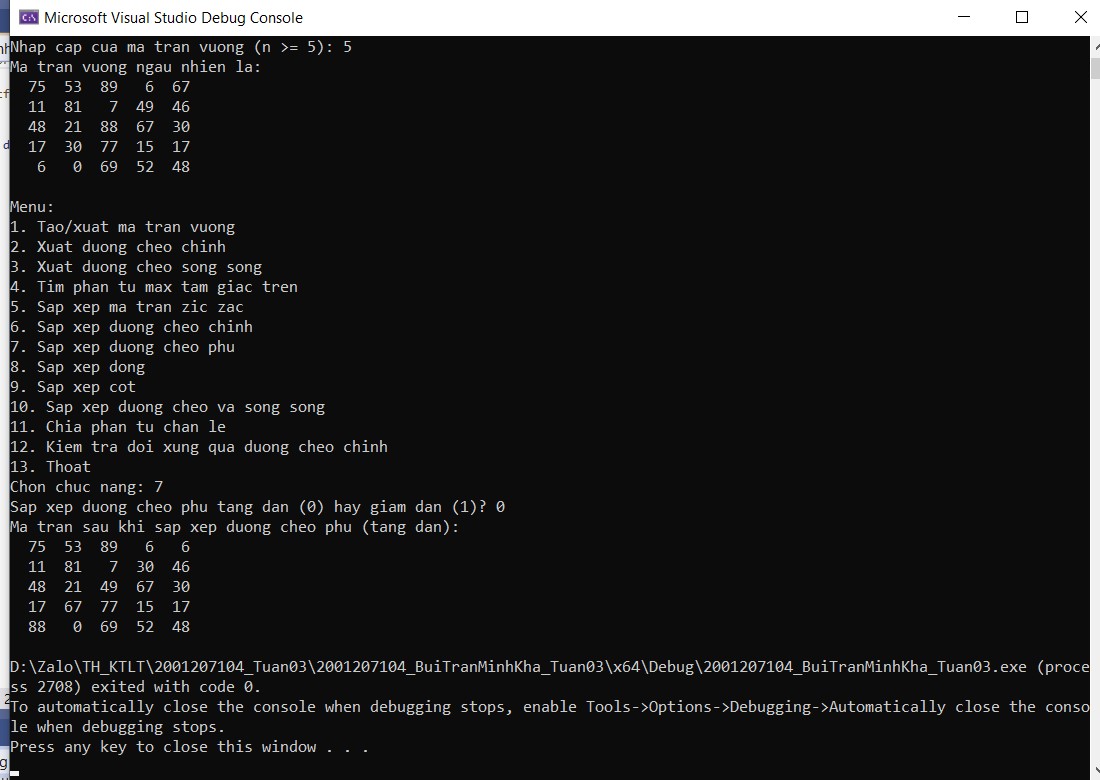 Microsoft Visual Studio Debug Console
Nhap cap cua ma tran vuong (n >= 5): 5
Ma tran vuong ngau nhien la:
75 53 89 6 67
11 81 7 49 46
48 21 88 67 30
17 30 77 15 17
6 0 69 52 48
Menu:
1. Tao/xuat ma tran vuong
2. Xuat duong cheo chinh
3. Xuat duong cheo song song
4. Tim phan tu max tam giac tren
5. Sap xep ma tran zic zac
6. Sap xep duong cheo chinh
7. Sap xep duong cheo phu
8. Sap xep dong
9. Sap xep cot
10. Sap xep duong cheo va song song
11. Chia phan tu chan le
12. Kiem tra doi xung qua duong cheo chinh
13. Thoat
Chon chuc nang: 7
Sap xep duong cheo phu tang dan (0) hay giam dan (1)? 0
Ma tran sau khi sap xep duong cheo phu (tang dan):
75 53 89 6 6
11 81 7 30 46
48 21 49 67 30
17 67 77 15 17
88 0 69 52 48
D:\Zalo\TH_KTLT\2001207104_Tuan03\2001207104_BuiTranMinhKha_Tuan03\x64\Debug\2001207104_BuiTranMinhKha_Tuan03.exe (proce
ss 2708) exited with code 0.
To automatically close the console when debugging stops, enable Tools->Options->Debugging->Automatically close the conso
le when debugging stops.
Press any key to close this window . . .